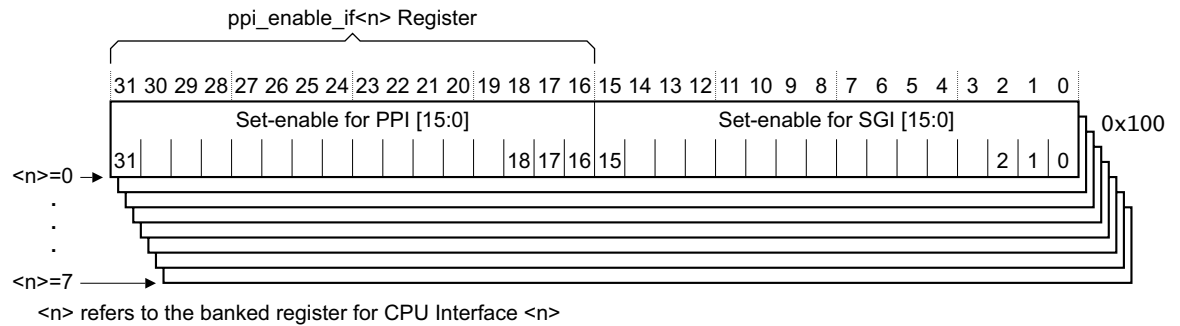 ppi_enable_if<n> Register
31 30 29 28 27 26 25 24 23 22 21 20 19 18 17 16 15 14 13 12 11 10 9 8 7 6 5 4 3 2 1 0
Set-enable for PPI [15:0] Set-enable for SGI [15:0] 0x100
31 18 17 16 15 2 1 0
<n>=0
.
.
.
<n>=7
<n> refers to the banked register for CPU Interface <n>